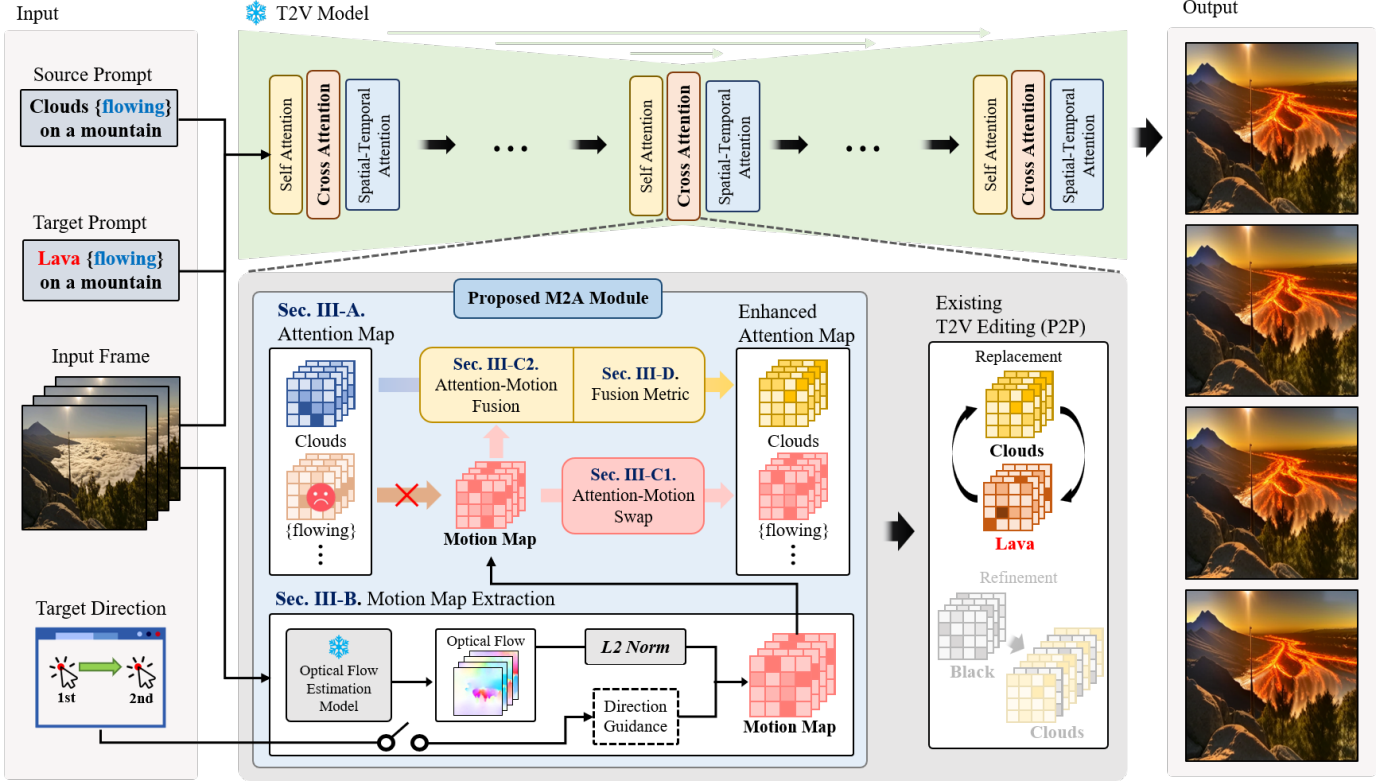 Input
T2V Model
Output
Source Prompt
Clouds {flowing}
on a mountain
Target Prompt
Lava {flowing}
on a mountain
Input Frame
Target Direction
1st
2nd
Self Attention
Cross Attention
Spatial-Temporal
Attention
...
Self Attention
Cross Attention
Spatial-Temporal
Attention
...
Self Attention
Cross Attention
Spatial-Temporal
Attention
Proposed M2A Module
Sec. III-A.
Attention Map
Clouds
{flowing}
Sec. III-C2.
Attention-Motion
Fusion
Sec. III-D.
Fusion Metric
Motion Map
Sec. III-C1.
Attention-Motion
Swap
Enhanced
Attention Map
Clouds
{flowing}
Sec. III-B. Motion Map Extraction
Optical Flow
Estimation
Model
Optical Flow
L2 Norm
Direction
Guidance
Motion Map
Existing
T2V Editing (P2P)
Replacement
Clouds
Lava
Refinement
Black
Clouds